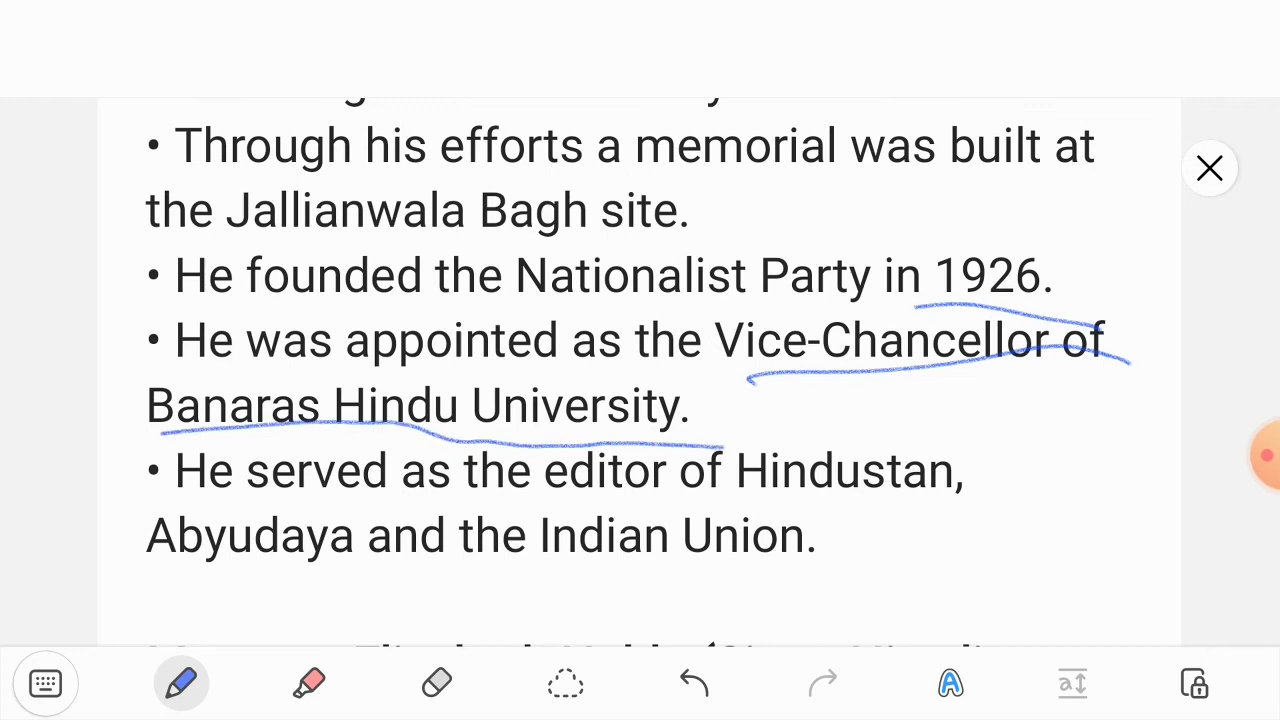 • Through his efforts a memorial was built at
the Jallianwala Bagh site.
• He founded the Nationalist Party in 1926.
• He was appointed as the Vice-Chancellor of
Banaras Hindu University.
• He served as the editor of Hindustan,
Abyudaya and the Indian Union.